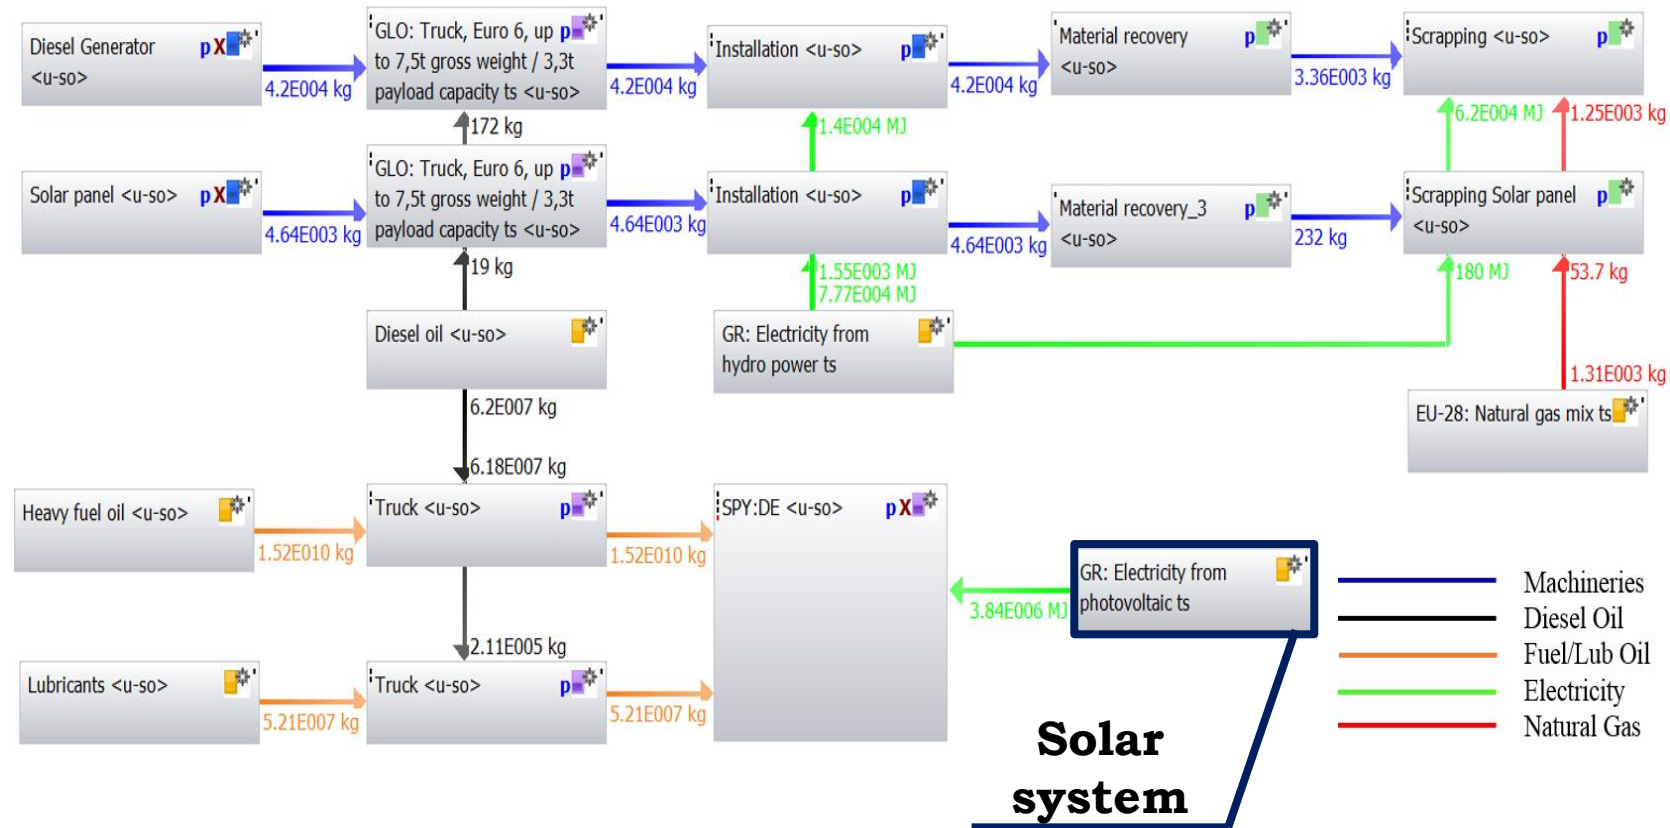 Diesel Generator
<u-so>
pX
4.2E004 kg
GLO: Truck, Euro 6, up
to 7,5t gross weight / 3,3t
payload capacity ts <u-so>
p
4.2E004 kg
Installation <u-so>
p
4.2E004 kg
Material recovery
<u-so>
p
3.36E003 kg
Scrapping <u-so>
p
172 kg
1.4E004 MJ
6.2E004 MJ
1.25E003 kg
Solar panel <u-so>
pX
4.64E003 kg
GLO: Truck, Euro 6, up
to 7,5t gross weight / 3,3t
payload capacity ts <u-so>
p
4.64E003 kg
Installation <u-so>
p
4.64E003 kg
Material recovery_3
<u-so>
p
232 kg
Scrapping Solar panel
<u-so>
p
19 kg
1.55E003 MJ
7.77E004 MJ
180 MJ
53.7 kg
Diesel oil <u-so>
GR: Electricity from
hydro power ts
1.31E003 kg
EU-28: Natural gas mix ts
6.2E007 kg
6.18E007 kg
Heavy fuel oil <u-so>
1.52E010 kg
Truck <u-so>
p
1.52E010 kg
SPY:DE <u-so>
pX
GR: Electricity from
photovoltaic ts
3.84E006 MJ
2.11E005 kg
Lubricants <u-so>
5.21E007 kg
Truck <u-so>
p
5.21E007 kg
Solar
system
Machineries
Diesel Oil
Fuel/Lub Oil
Electricity
Natural Gas